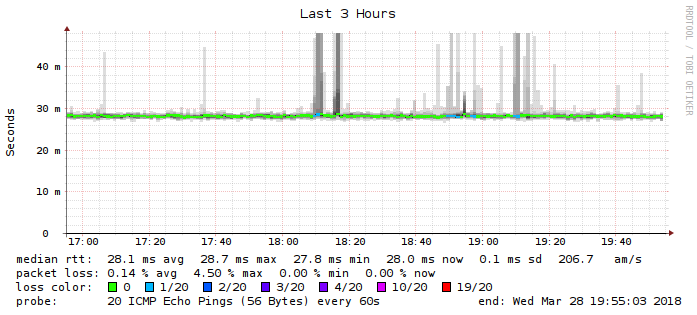 Last 3 Hours
RRDTOOL / TOBI OETIKER
Seconds
40 m
30 m
20 m
10 m
0
17:00 17:20 17:40 18:00 18:20 18:40 19:00 19:20 19:40
median rtt: 28.1 ms avg 28.7 ms max 27.8 ms min 28.0 ms now 0.1 ms sd 206.7 am/s
packet loss: 0.14 % avg 4.50 % max 0.00 % min 0.00 % now
loss color: 0 1/20 2/20 3/20 4/20 10/20 19/20
probe: 20 ICMP Echo Pings (56 Bytes) every 60s end: Wed Mar 28 19:55:03 2018